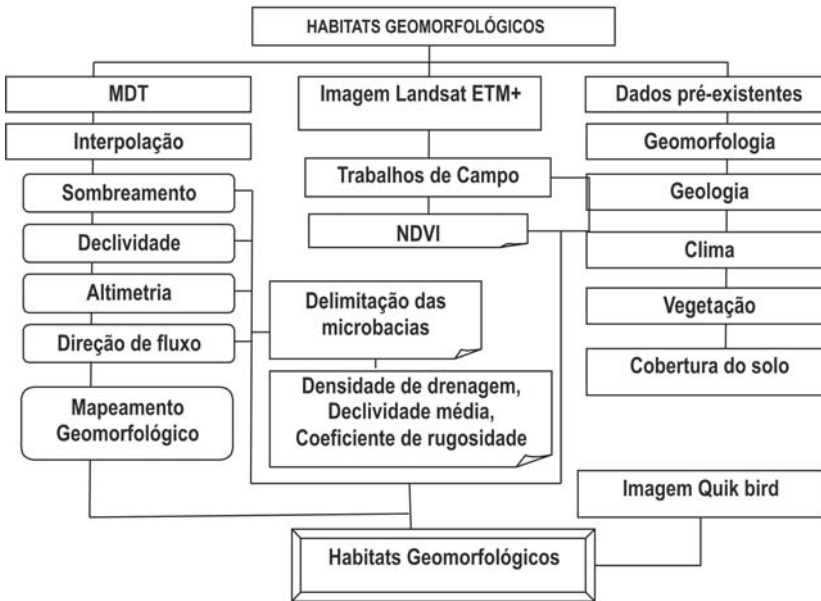 HABITATS GEOMORFOLÓGICOS
MDT
Interpolação
Sombreamento
Declividade
Altimetria
Direção de fluxo
Mapeamento
Geomorfológico
Imagem Landsat ETM+
Trabalhos de Campo
NDVI
Delimitação das
microbacias
Densidade de drenagem,
Declividade média,
Coeficiente de rugosidade
Dados pré-existentes
Geomorfologia
Geologia
Clima
Vegetação
Cobertura do solo
Imagem Quik bird
Habitats Geomorfológicos